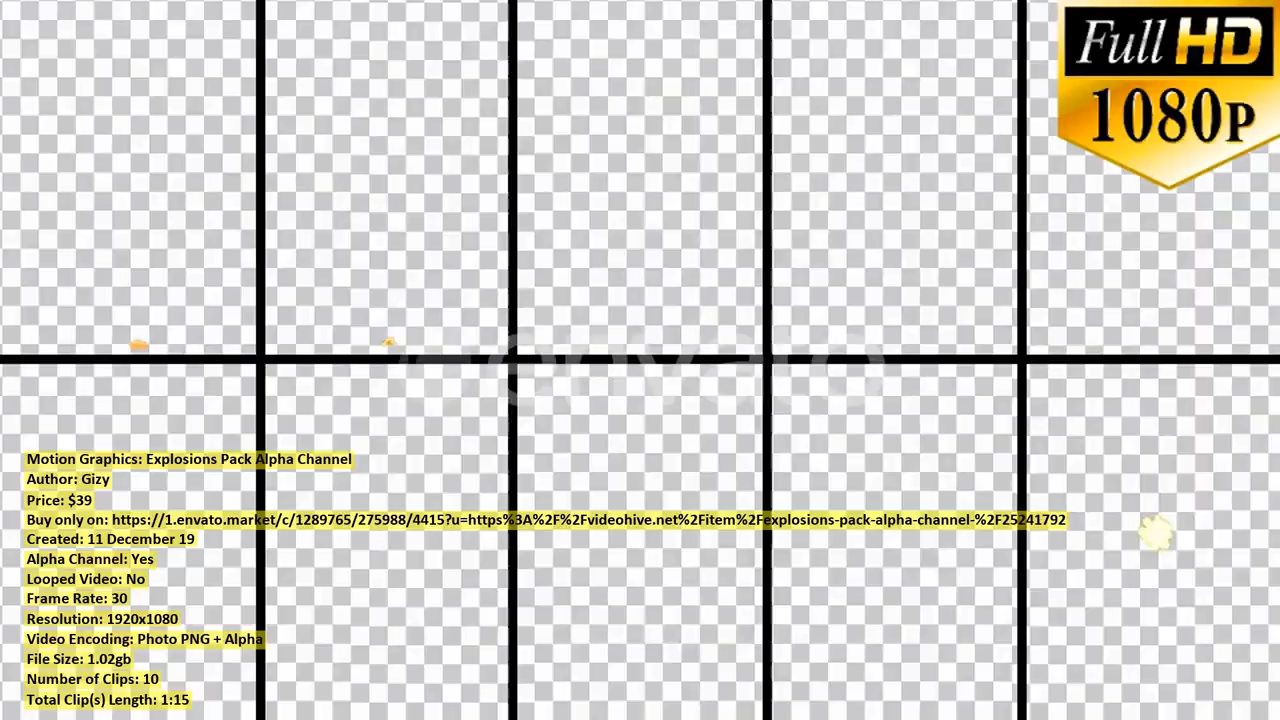 Full HD
1080P
envato
Motion Graphics: Explosions Pack Alpha Channel
Author: Gizy
Price: $39
Buy only on: https://1.envato.market/c/1289765/275988/4415?u=https%3A%2F%2Fvideohive.net%2Fitem%2Fexplosions-pack-alpha-channel-%2F25241792
Created: 11 December 19
Alpha Channel: Yes
Looped Video: No
Frame Rate: 30
Resolution: 1920x1080
Video Encoding: Photo PNG + Alpha
File Size: 1.02gb
Number of Clips: 10
Total Clip(s) Length: 1:15